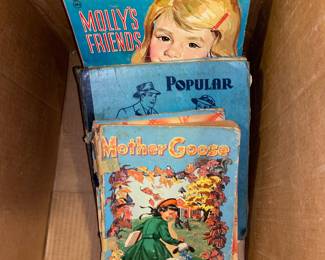 MOLLY'S
FRIENDS
POPULAR
Mother Goose